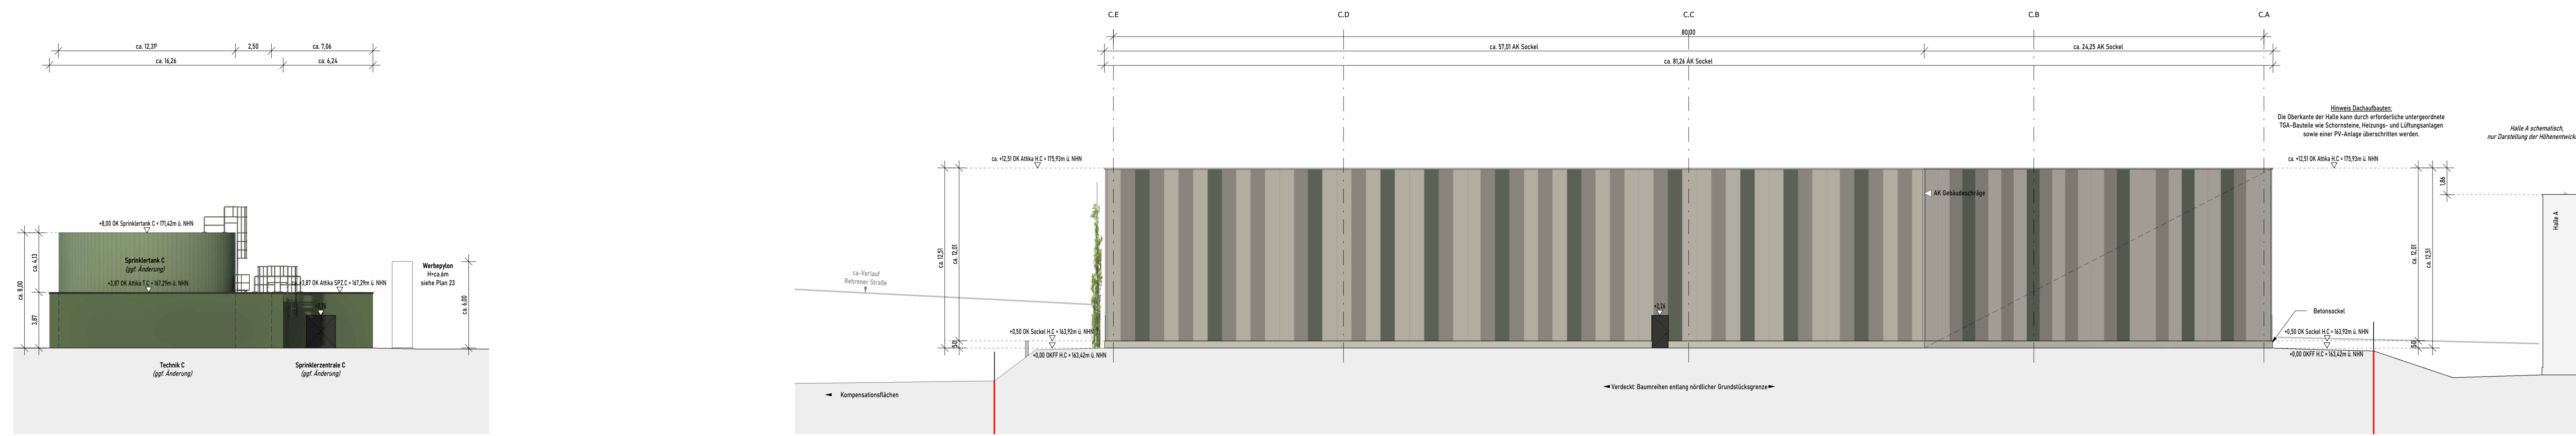 C.E
C.D
C.C
C.B
C.A
80,00
ca. 12,31⁵
2,50
ca. 7,06
ca. 57,01 AK Sockel
ca. 24,25 AK Sockel
ca. 16,26
ca. 6,24
ca. 81,26 AK Sockel
Hinweis Dachaufbauten:
Die Oberkante der Halle kann durch erforderliche untergeordnete
TGA-Bauteile wie Schornsteine, Heizungs- und Lüftungsanlagen
sowie einer PV-Anlage überschritten werden.
Halle A schematisch,
nur Darstellung der
ca. +12,51 OK Attika H.C = 175,93m ü. NHN
ca. +12,51 OK Attika H.C = 175,93m ü. NHN
1,86
AK Gebäudeschräge
Halle A
+8,00 OK Sprinklertank C = 171,42m ü. NHN
ca. 8,00
ca. 4,13
3,87
Sprinklertank C
(ggf. Änderung)
+3,87 OK Attika T.C = 167,29m ü. NHN
ca. +3,87 OK Attika SPZ.C = 167,29m ü. NHN
+2,26
Werbepylon
H=ca.6m
siehe Plan 23
ca. 6,00
ca-Verlauf
Rehrener Straße
ca. 12,51
ca. 12,01
50
+2,26
ca. 12,01
ca. 12,51
50
Betonsockel
+0,50 OK Sockel H.C = 163,92m ü. NHN
+0,00 OKFF H.C = 163,42m ü. NHN
+0,50 OK Sockel H.C = 163,92m ü. NHN
+0,00 OKFF H.C = 163,42m ü. NHN
Technik C
(ggf. Änderung)
Sprinklerzentrale C
(ggf. Änderung)
Verdeckt: Baumreihen entlang nördlicher Grundstücksgrenze
Kompensationsflächen